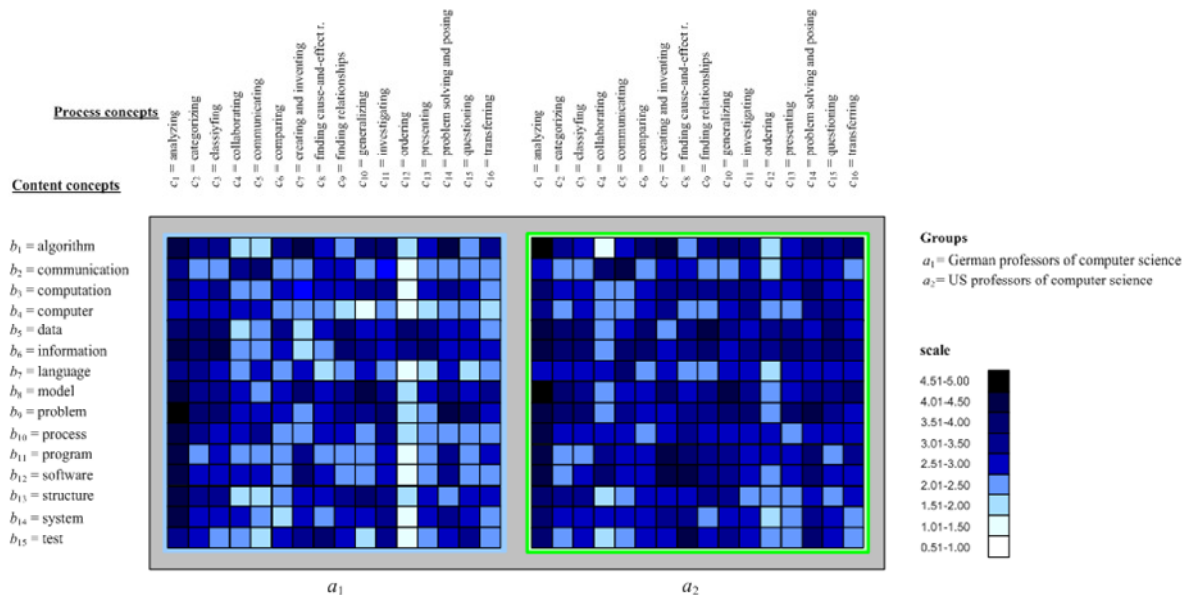 Process concepts
Content concepts
c1 = analyzing
c2 = categorizing
c3 = classyfing
c4 = collaborating
c5 = communicating
c6 = comparing
c7 = creating and inventing
c8 = finding cause-and-effect r.
c9 = finding relationships
c10 = generalizing
c11 = investigating
c12 = ordering
c13 = presenting
c14 = problem solving and posing
c15 = questioning
c16 = transferring
c1 = analyzing
c2 = categorizing
c3 = classyfing
c4 = collaborating
c5 = communicating
c6 = comparing
c7 = creating and inventing
c8 = finding cause-and-effect r.
c9 = finding relationships
c10 = generalizing
c11 = investigating
c12 = ordering
c13 = presenting
c14 = problem solving and posing
c15 = questioning
c16 = transferring
b1 = algorithm
b2 = communication
b3 = computation
b4 = computer
b5 = data
b6 = information
b7 = language
b8 = model
b9 = problem
b10 = process
b11 = program
b12 = software
b13 = structure
b14 = system
b15 = test
a1
a2
Groups
a1= German professors of computer science
a2= US professors of computer science
scale
4.51-5.00
4.01-4.50
3.51-4.00
3.01-3.50
2.51-3.00
2.01-2.50
1.51-2.00
1.01-1.50
0.51-1.00